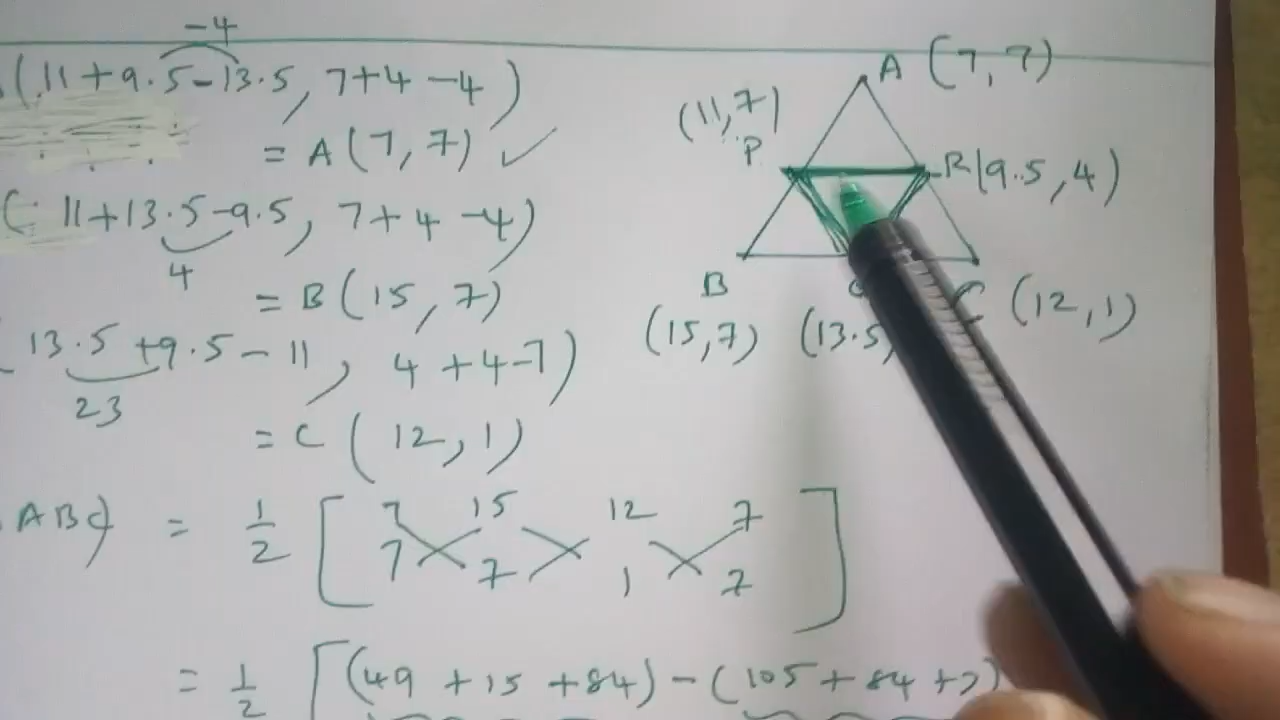 -4
(11+9.5-13.5, 7+4-4)
= A(7,7) ✓
( 11+13.5-9.5, 7+4-4)
4
= B(15,7)
13.5+9.5-11, 4+4-7)
23
= C(12,1)
ABC) = 1/2 [ 7 15 12 7
7 7 1 7 ]
= 1/2 [(49+15+84)-(105+84+7)
A (7,7)
(11,7)
P
R(9.5,4)
B C (12,1)
(15,7) (13.5,